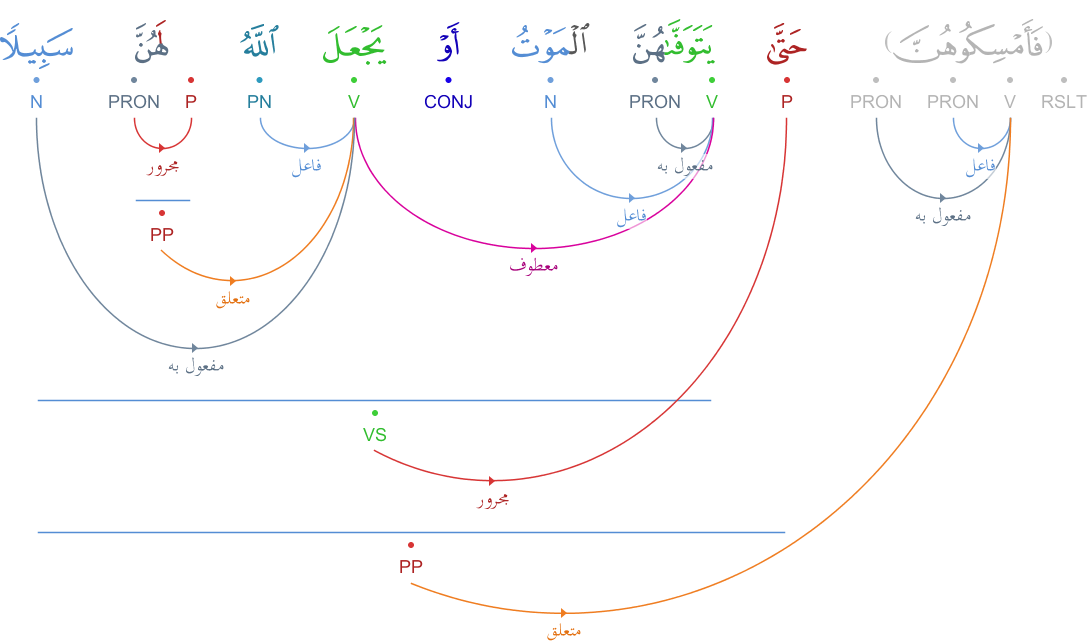 (فَأَمْسِكُوهُنَّ) حَتَّىٰ يَتَوَفَّىٰهُنَّ ٱلْمَوْتُ أَوْ يَجْعَلَ ٱللَّهُ لَهُنَّ سَبِيلًا
RSLT V PRON PRON P V PRON N CONJ V PN P PRON N
فاعل مفعول به فاعل مجرور
مفعول به فاعل
PP
معطوف
متعلق
مفعول به
VS
مجرور
PP
متعلق